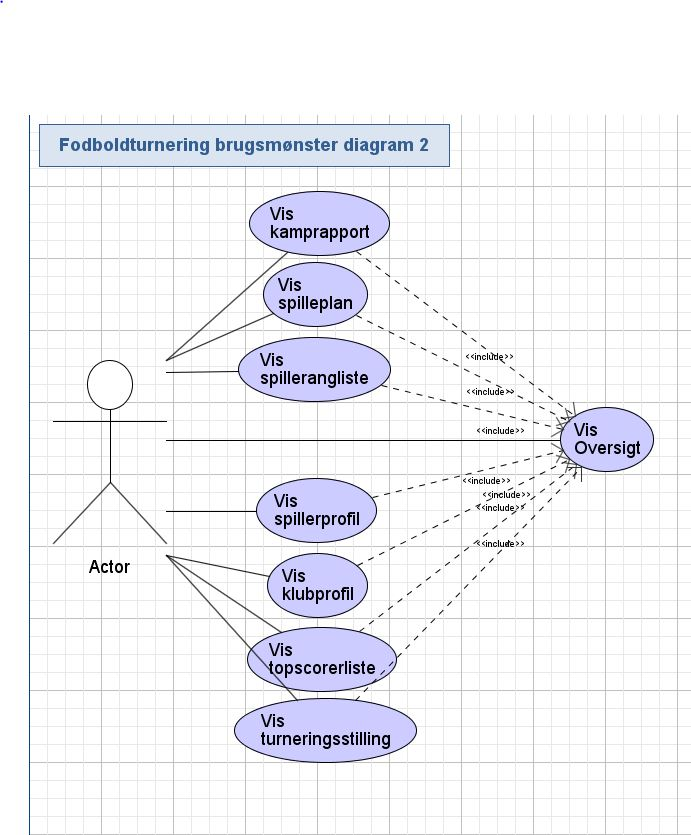 Fodboldturnering brugsmønster diagram 2
Vis
kamprapport
Vis
spilleplan
Vis
spillerangliste
<<include>>
<<include>>
<<include>>
Vis
Oversigt
Vis
spillerprofil
<<include>>
<<include>>
<<include>>
<<include>>
Actor
Vis
klubprofil
Vis
topscorerliste
Vis
turneringsstilling